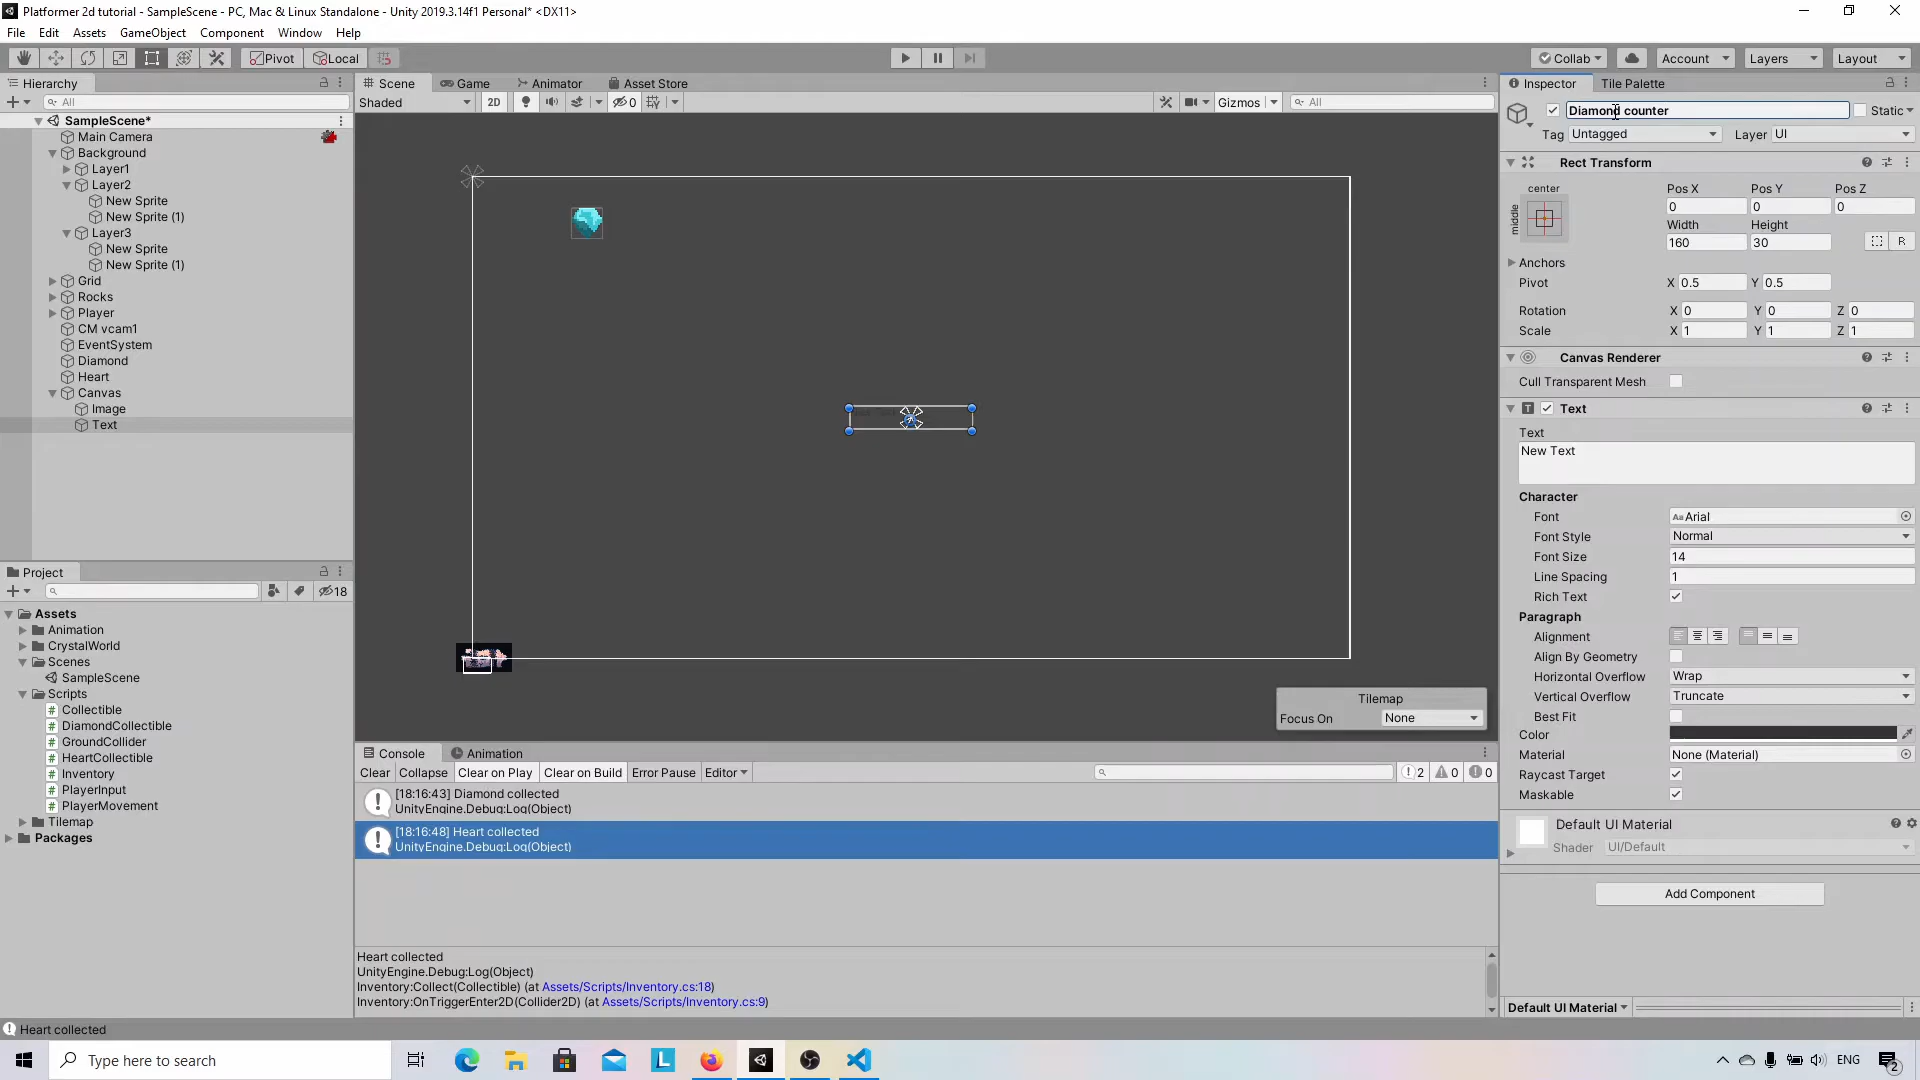 Platformer 2d tutorial - SampleScene - PC, Mac & Linux Standalone - Unity 2019.3.14f1 Personal* <DX11>
File Edit Assets GameObject Component Window Help
Pivot Local Collab Account Layers Layout
Hierarchy
All
SampleScene*
Main Camera
Background
Layer1
Layer2
New Sprite
New Sprite (1)
Layer3
New Sprite
New Sprite (1)
Grid
Rocks
Player
CM vcam1
EventSystem
Diamond
Heart
Canvas
Image
Text
Project
18
Assets
Animation
CrystalWorld
Scenes
SampleScene
Scripts
Collectible
DiamondCollectible
GroundCollider
HeartCollectible
Inventory
PlayerInput
PlayerMovement
Tilemap
Packages
Scene Game Animator Asset Store
Shaded 2D 0 Gizmos All
Tilemap
Focus On None
Console Animation
Clear Collapse Clear on Play Clear on Build Error Pause Editor 2 0 0
[18:16:43] Diamond collected
UnityEngine.Debug:Log(Object)
[18:16:48] Heart collected
UnityEngine.Debug:Log(Object)
Heart collected
UnityEngine.Debug:Log(Object)
Inventory:Collect(Collectible) (at Assets/Scripts/Inventory.cs:18)
Inventory:OnTriggerEnter2D(Collider2D) (at Assets/Scripts/Inventory.cs:9)
Inspector Tile Palette
Diamond counter Static
Tag Untagged Layer UI
Rect Transform
center
middle
Pos X Pos Y Pos Z
0 0 0
Width Height
160 30 R
Anchors
Pivot X 0.5 Y 0.5
Rotation X 0 Y 0 Z 0
Scale X 1 Y 1 Z 1
Canvas Renderer
Cull Transparent Mesh
Text
Text
New Text
Character
Font Arial
Font Style Normal
Font Size 14
Line Spacing 1
Rich Text
Paragraph
Alignment
Align By Geometry
Horizontal Overflow Wrap
Vertical Overflow Truncate
Best Fit
Color
Material None (Material)
Raycast Target
Maskable
Default UI Material
Shader UI/Default
Add Component
Default UI Material
Heart collected
Type here to search
L
ENG
2